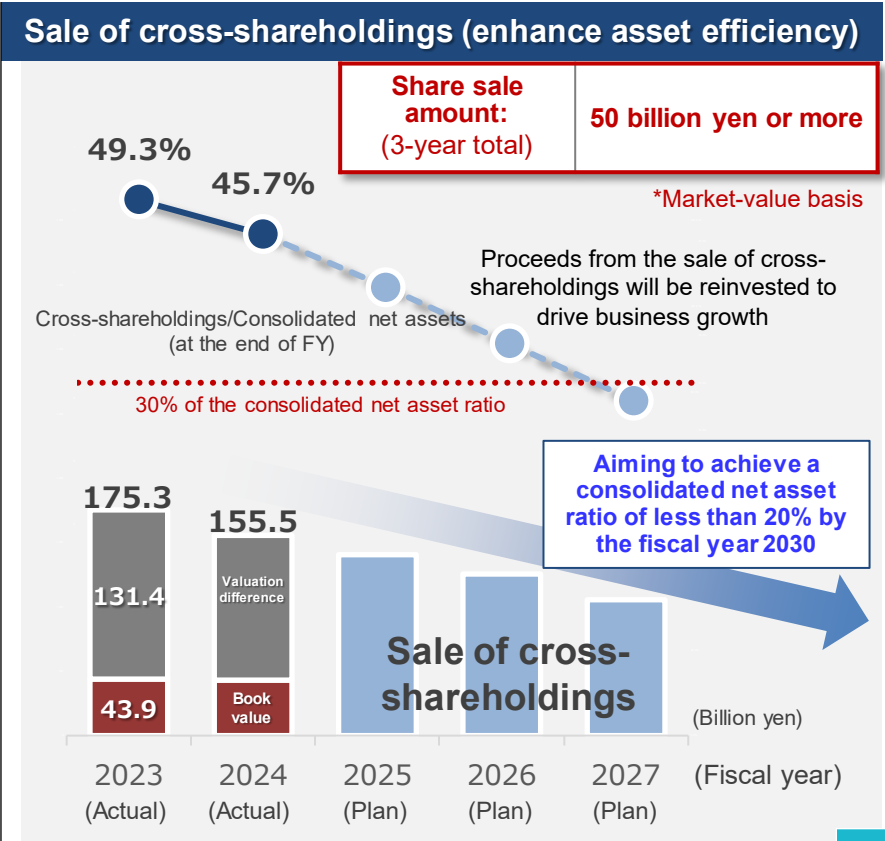 Sale of cross-shareholdings (enhance asset efficiency)
Share sale
amount:
(3-year total)
50 billion yen or more
*Market-value basis
49.3%
45.7%
Proceeds from the sale of cross-
shareholdings will be reinvested to
drive business growth
Cross-shareholdings/Consolidated net assets
(at the end of FY)
30% of the consolidated net asset ratio
Aiming to achieve a
consolidated net asset
ratio of less than 20% by
the fiscal year 2030
175.3
155.5
131.4
Valuation
difference
43.9
Book
value
Sale of cross-
shareholdings
(Billion yen)
2023
2024
2025
2026
2027
(Fiscal year)
(Actual)
(Actual)
(Plan)
(Plan)
(Plan)